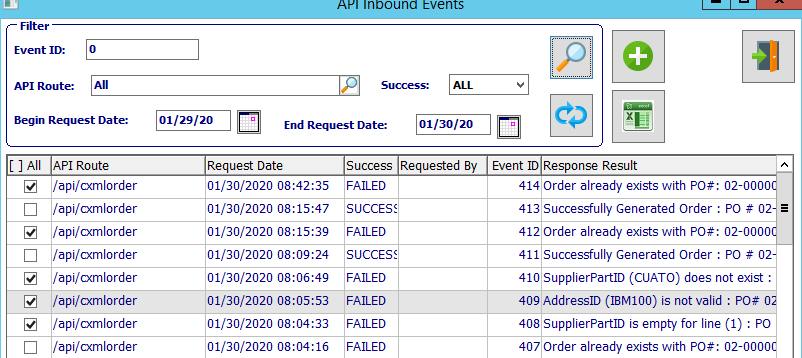 API Inbound Events
Filter
Event ID: 0
API Route: All Success: ALL
Begin Request Date: 01/29/20 End Request Date: 01/30/20
excel
[ ] All API Route Request Date Success Requested By Event ID Response Result
/api/cxmlorder 01/30/2020 08:42:35 FAILED 414 Order already exists with PO#: 02-00000
/api/cxmlorder 01/30/2020 08:15:47 SUCCESS 413 Successfully Generated Order : PO # 02-
/api/cxmlorder 01/30/2020 08:15:39 FAILED 412 Order already exists with PO#: 02-00000
/api/cxmlorder 01/30/2020 08:09:24 SUCCESS 411 Successfully Generated Order : PO # 02-
/api/cxmlorder 01/30/2020 08:06:49 FAILED 410 SupplierPartID (CUATO) does not exist :
/api/cxmlorder 01/30/2020 08:05:53 FAILED 409 AddressID (IBM100) is not valid : PO# 02
/api/cxmlorder 01/30/2020 08:04:33 FAILED 408 SupplierPartID is empty for line (1) : PO
/api/cxmlorder 01/30/2020 08:04:16 FAILED 407 Order already exists with PO#: 02-00000